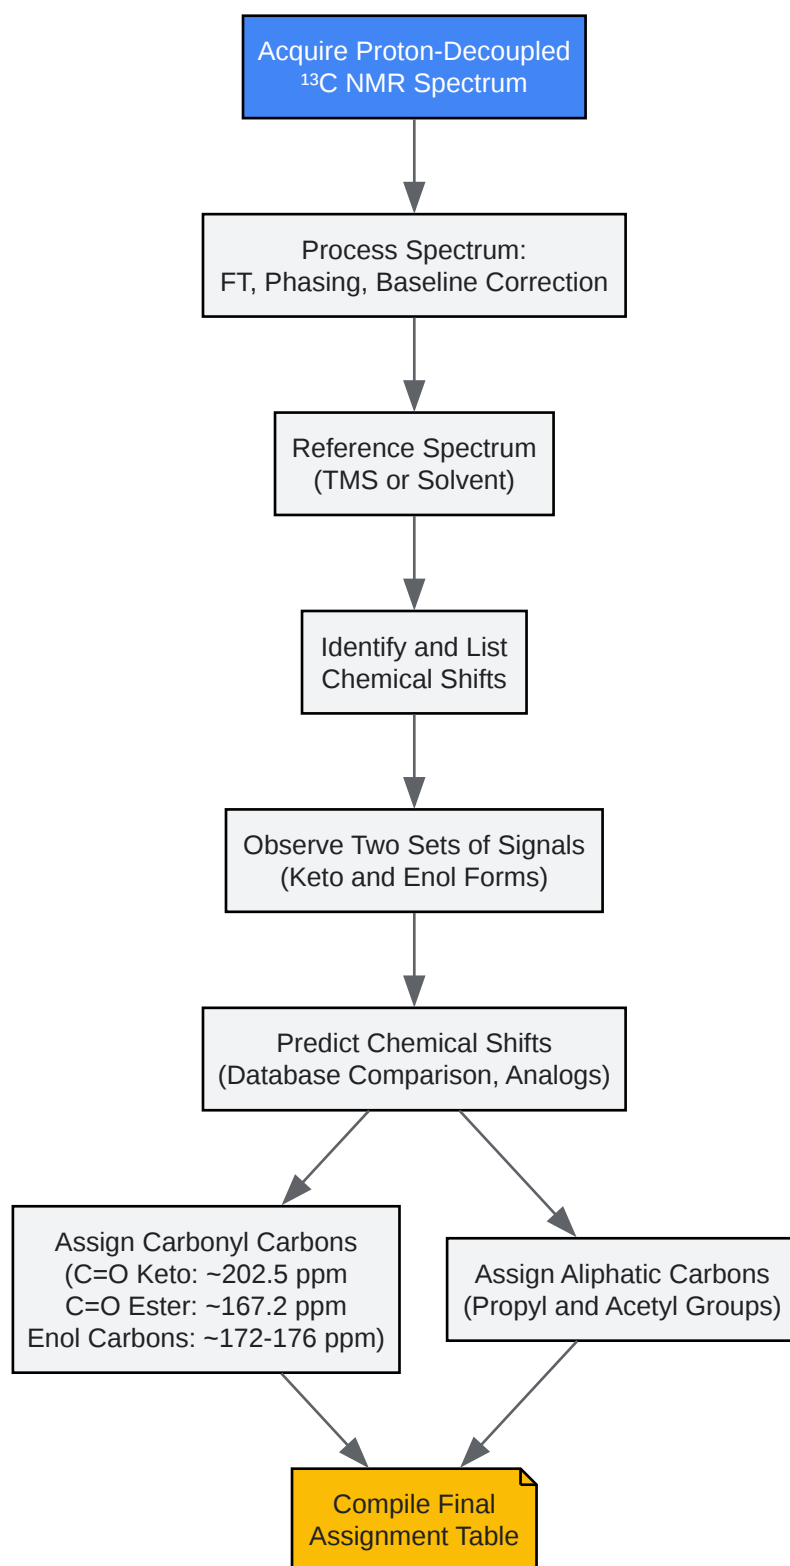 Acquire Proton-Decoupled
¹³C NMR Spectrum
Process Spectrum:
FT, Phasing, Baseline Correction
Reference Spectrum
(TMS or Solvent)
Identify and List
Chemical Shifts
Observe Two Sets of Signals
(Keto and Enol Forms)
Predict Chemical Shifts
(Database Comparison, Analogs)
Assign Carbonyl Carbons
(C=O Keto: ~202.5 ppm
C=O Ester: ~167.2 ppm
Enol Carbons: ~172-176 ppm)
Assign Aliphatic Carbons
(Propyl and Acetyl Groups)
Compile Final
Assignment Table